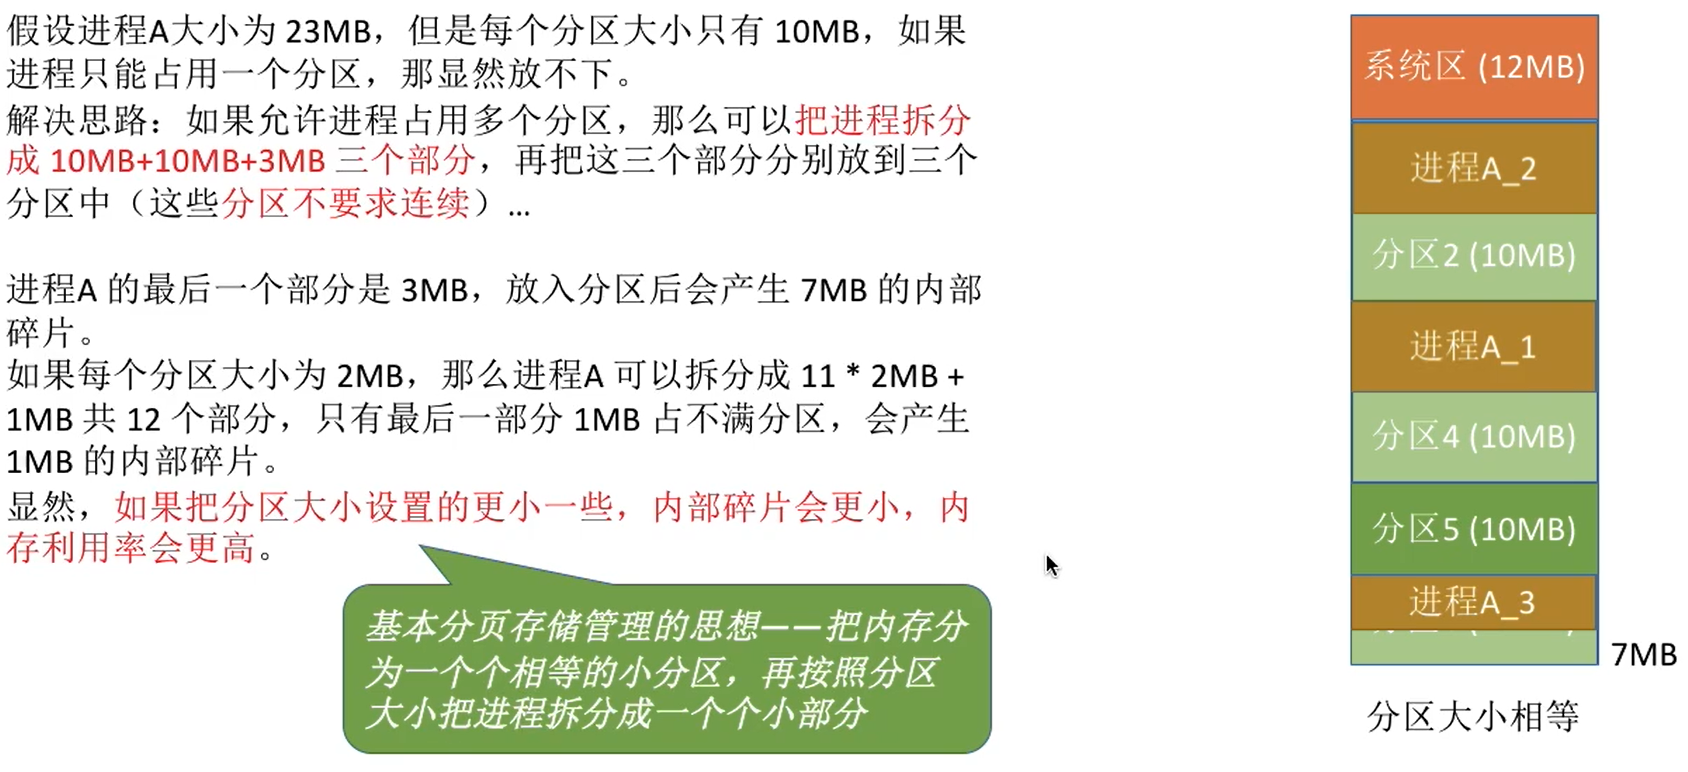 假设进程A大小为 23MB，但是每个分区大小只有 10MB，如果
进程只能占用一个分区，那显然放不下。
解决思路：如果允许进程占用多个分区，那么可以把进程拆分
成 10MB+10MB+3MB 三个部分，再把这三个部分分别放到三个
分区中（这些分区不要求连续）...
进程A 的最后一个部分是 3MB，放入分区后会产生 7MB 的内部
碎片。
如果每个分区大小为 2MB，那么进程A 可以拆分成 11 * 2MB +
1MB 共 12 个部分，只有最后一部分 1MB 占不满分区，会产生
1MB 的内部碎片。
显然，如果把分区大小设置的更小一些，内部碎片会更小，内
存利用率会更高。
基本分页存储管理的思想——把内存分
为一个个相等的小分区，再按照分区
大小把进程拆分成一个个小部分
系统区 (12MB)
进程A_2
分区2 (10MB)
进程A_1
分区4 (10MB)
分区5 (10MB)
进程A_3
7MB
分区大小相等